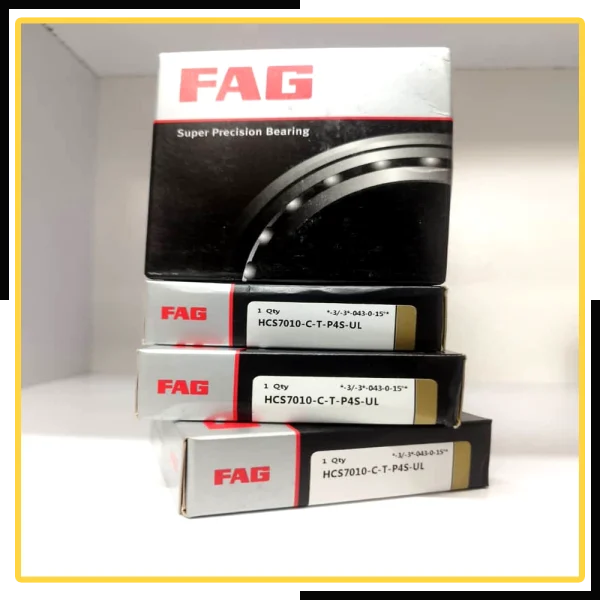 FAG
Super Precision Bearing
FAG
1 Qty *-3/-3*-043-0-15'*
HCS7010-C-T-P4S-UL
FAG
1 Qty *-3/-3*-043-0-15'*
HCS7010-C-T-P4S-UL
FAG
1 Qty *-3/-3*-043-0-15'*
HCS7010-C-T-P4S-UL